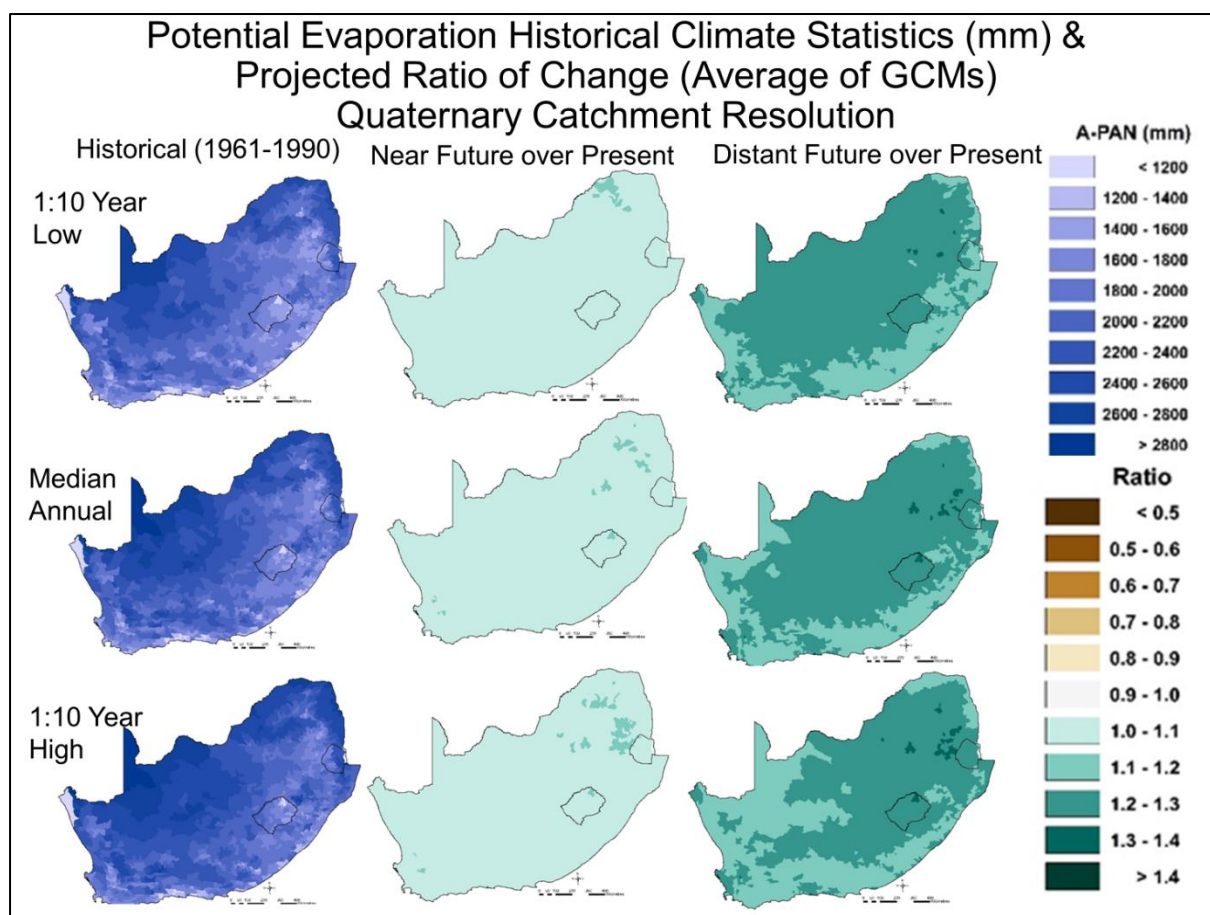 Potential Evaporation Historical Climate Statistics (mm) &
Projected Ratio of Change (Average of GCMs)
Quaternary Catchment Resolution
Historical (1961-1990)
Near Future over Present
Distant Future over Present
1:10 Year
Low
Median
Annual
1:10 Year
High
A-PAN (mm)
< 1200
1200 - 1400
1400 - 1600
1600 - 1800
1800 - 2000
2000 - 2200
2200 - 2400
2400 - 2600
2600 - 2800
> 2800
Ratio
< 0.5
0.5 - 0.6
0.6 - 0.7
0.7 - 0.8
0.8 - 0.9
0.9 - 1.0
1.0 - 1.1
1.1 - 1.2
1.2 - 1.3
1.3 - 1.4
> 1.4